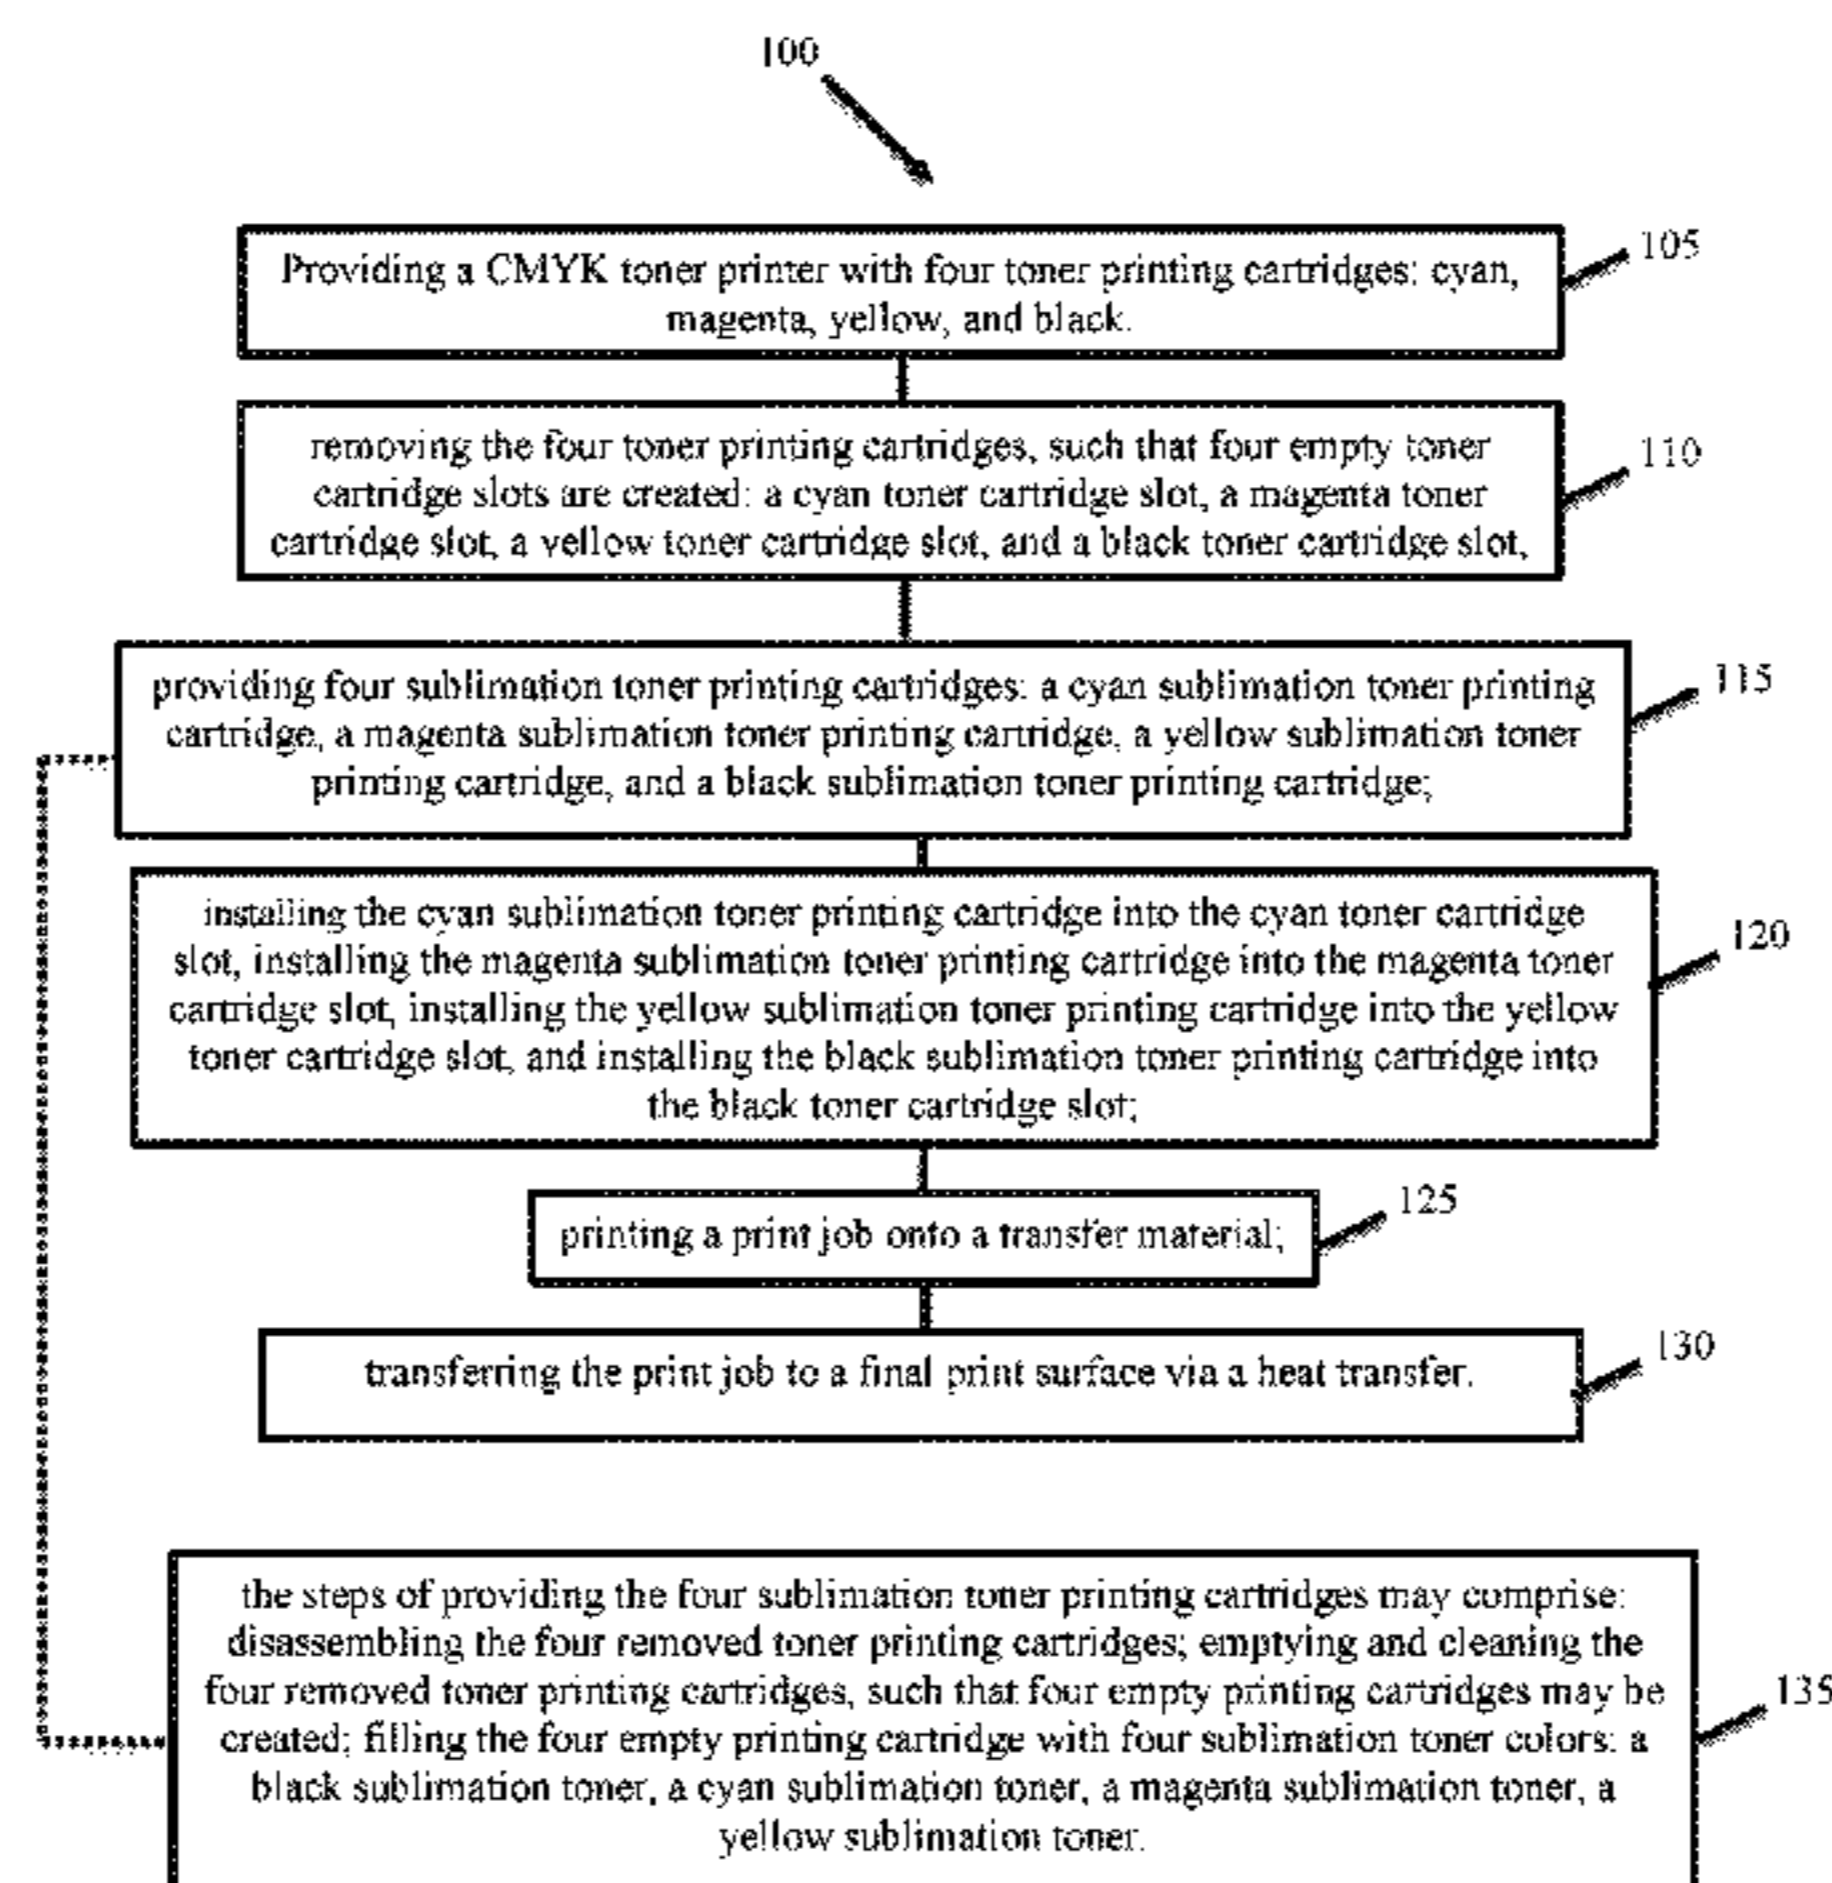 100
Providing a CMYK toner printer with four toner printing cartridges: cyan,
magenta, yellow, and black.
105
removing the four toner printing cartridges, such that four empty toner
cartridge slots are created: a cyan toner cartridge slot, a magenta toner
cartridge slot, a yellow toner cartridge slot, and a black toner cartridge slot,
110
providing four sublimation toner printing cartridges: a cyan sublimation toner printing
cartridge, a magenta sublimation toner printing cartridge, a yellow sublimation toner
printing cartridge, and a black sublimation toner printing cartridge;
115
installing the cyan sublimation toner printing cartridge into the cyan toner cartridge
slot, installing the magenta sublimation toner printing cartridge into the magenta toner
cartridge slot, installing the yellow sublimation toner printing cartridge into the yellow
toner cartridge slot, and installing the black sublimation toner printing cartridge into
the black toner cartridge slot;
120
printing a print job onto a transfer material;
125
transferring the print job to a final print surface via a heat transfer.
130
the steps of providing the four sublimation toner printing cartridges may comprise:
disassembling the four removed toner printing cartridges; emptying and cleaning the
four removed toner printing cartridges, such that four empty printing cartridges may be
created; filling the four empty printing cartridge with four sublimation toner colors: a
black sublimation toner, a cyan sublimation toner, a magenta sublimation toner, a
yellow sublimation toner.
135